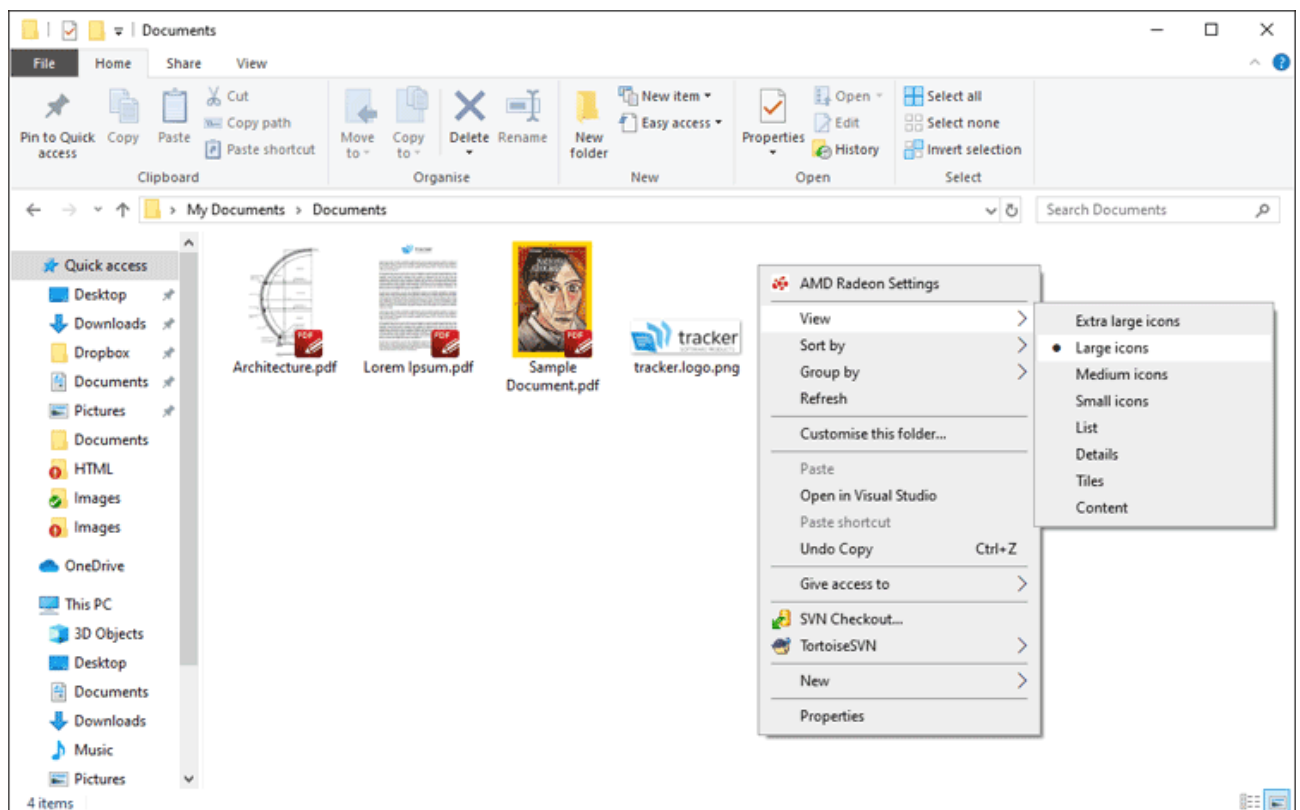 Documents
File Home Share View
Pin to Quick access
Copy
Paste
Cut
Copy path
Paste shortcut
Clipboard
Move to
Copy to
Delete
Rename
Organise
New folder
New item
Easy access
New
Properties
Open
Edit
History
Open
Select all
Select none
Invert selection
Select
My Documents > Documents
Search Documents
Quick access
Desktop
Downloads
Dropbox
Documents
Pictures
Documents
HTML
Images
Images
OneDrive
This PC
3D Objects
Desktop
Documents
Downloads
Music
Pictures
4 items
PDF
Architecture.pdf
tracker
PDF
Lorem Ipsum.pdf
PDF
Sample
Document.pdf
tracker
tracker.logo.png
AMD Radeon Settings
View
Sort by
Group by
Refresh
Customise this folder...
Paste
Open in Visual Studio
Paste shortcut
Undo Copy Ctrl+Z
Give access to
SVN Checkout...
TortoiseSVN
New
Properties
Extra large icons
Large icons
Medium icons
Small icons
List
Details
Tiles
Content